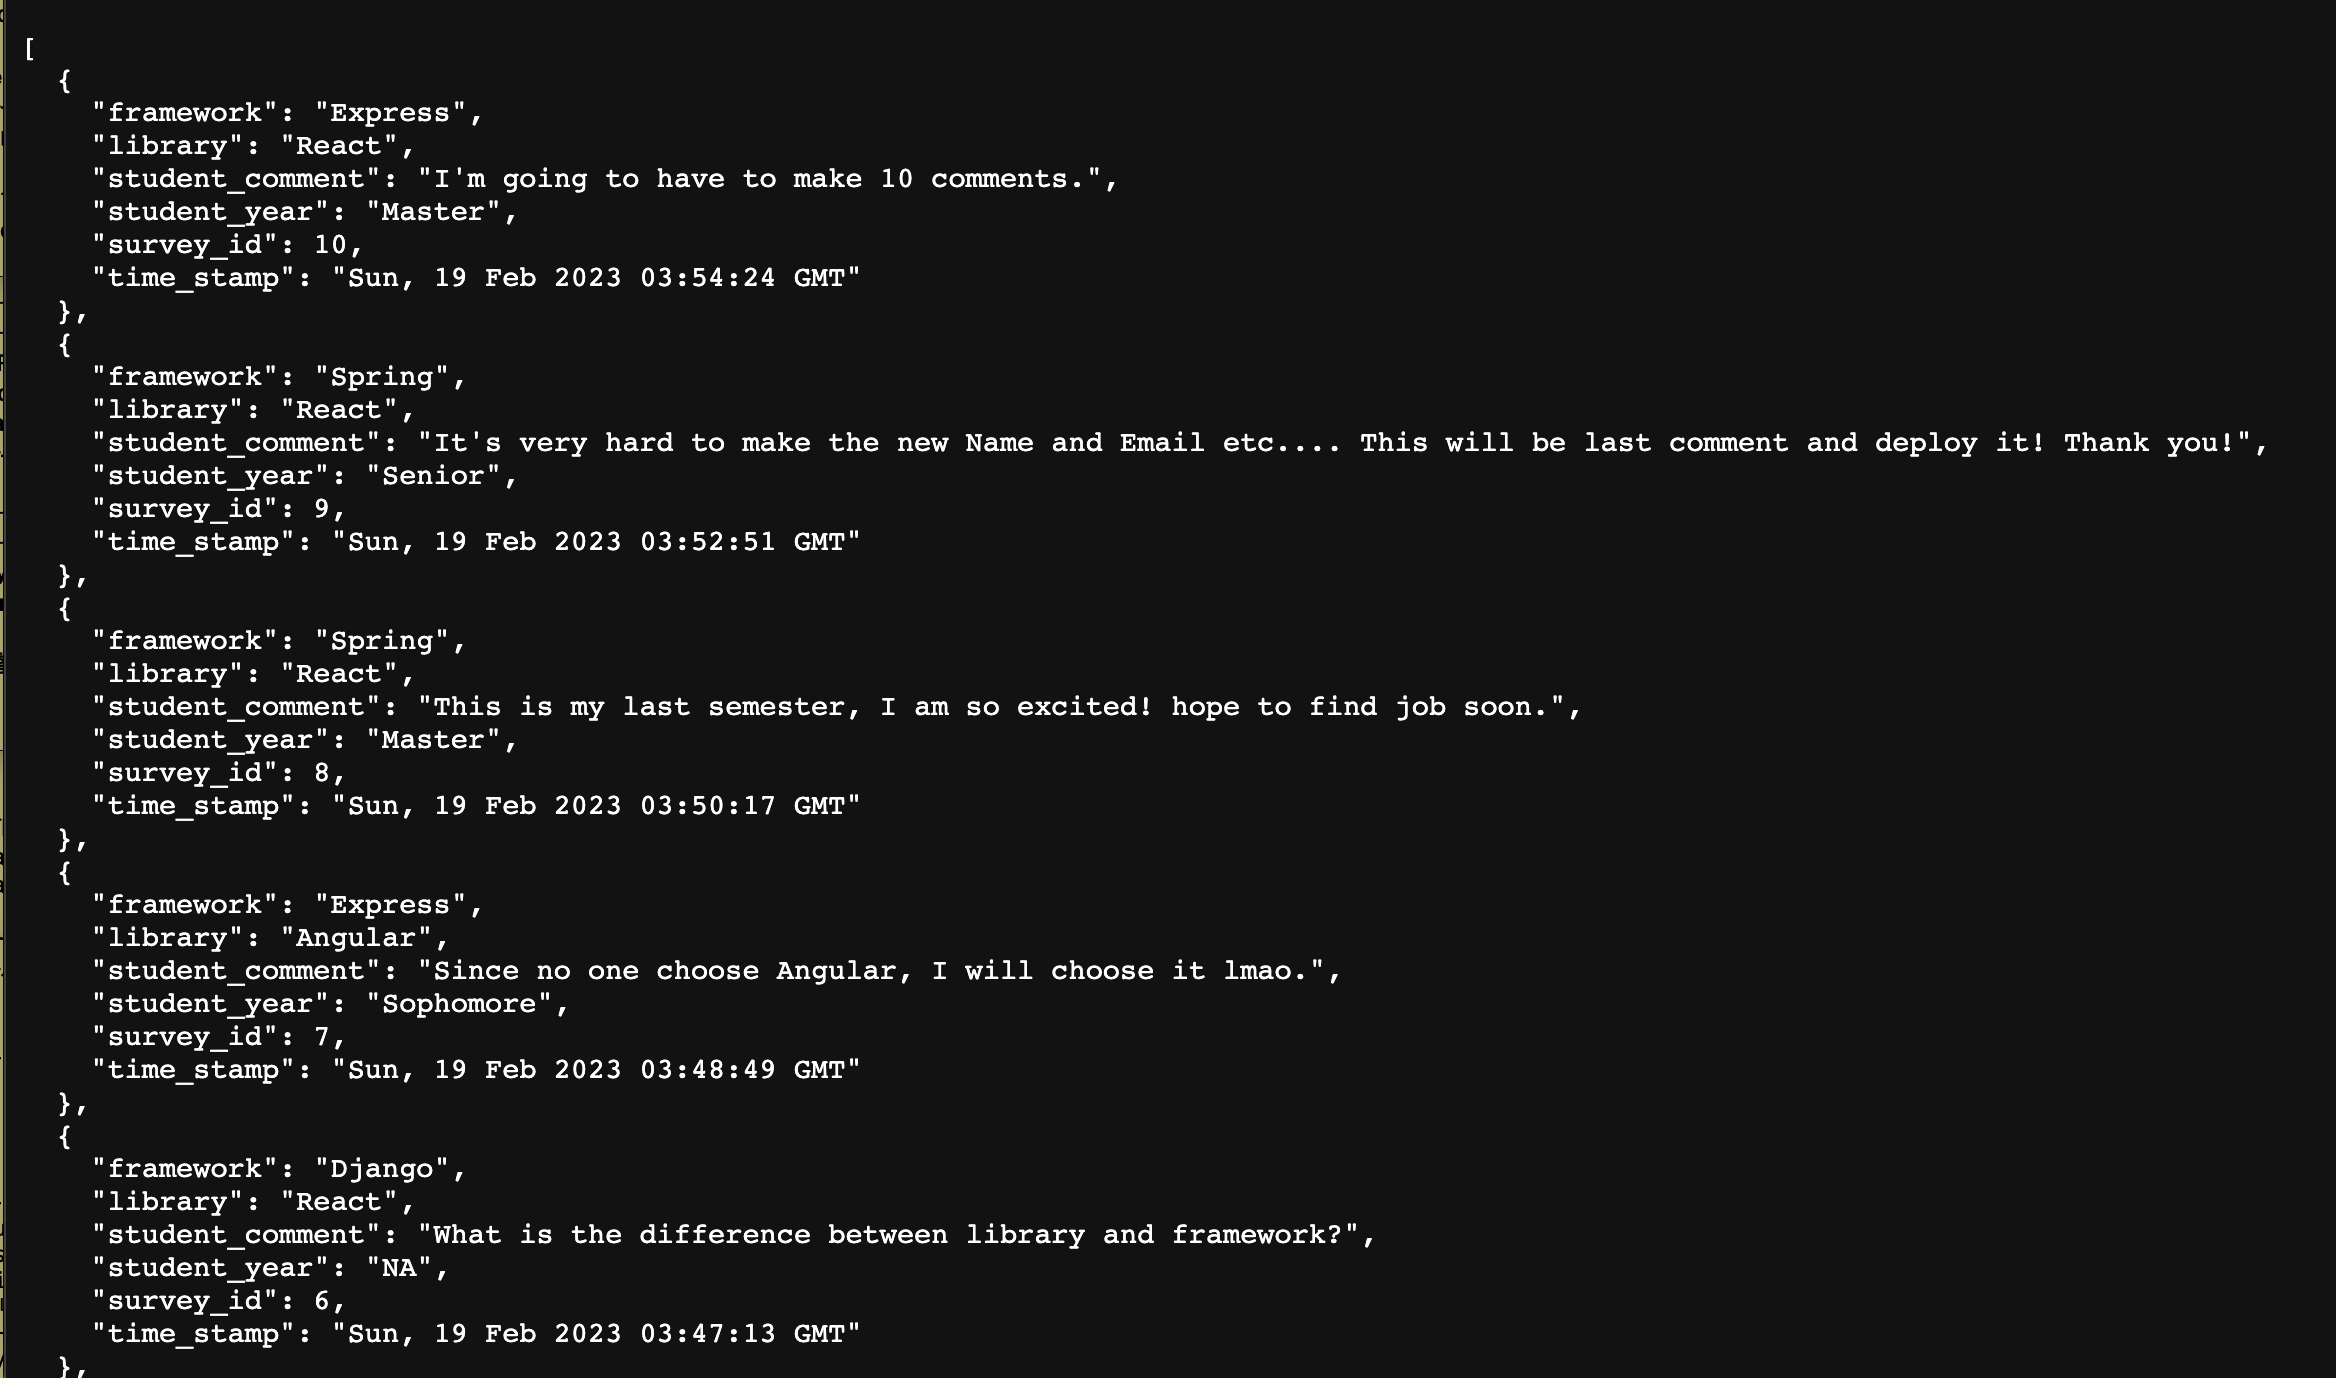 [
  {
    "framework": "Express",
    "library": "React",
    "student_comment": "I'm going to have to make 10 comments.",
    "student_year": "Master",
    "survey_id": 10,
    "time_stamp": "Sun, 19 Feb 2023 03:54:24 GMT"
  },
  {
    "framework": "Spring",
    "library": "React",
    "student_comment": "It's very hard to make the new Name and Email etc.... This will be last comment and deploy it! Thank you!",
    "student_year": "Senior",
    "survey_id": 9,
    "time_stamp": "Sun, 19 Feb 2023 03:52:51 GMT"
  },
  {
    "framework": "Spring",
    "library": "React",
    "student_comment": "This is my last semester, I am so excited! hope to find job soon.",
    "student_year": "Master",
    "survey_id": 8,
    "time_stamp": "Sun, 19 Feb 2023 03:50:17 GMT"
  },
  {
    "framework": "Express",
    "library": "Angular",
    "student_comment": "Since no one choose Angular, I will choose it lmao.",
    "student_year": "Sophomore",
    "survey_id": 7,
    "time_stamp": "Sun, 19 Feb 2023 03:48:49 GMT"
  },
  {
    "framework": "Django",
    "library": "React",
    "student_comment": "What is the difference between library and framework?",
    "student_year": "NA",
    "survey_id": 6,
    "time_stamp": "Sun, 19 Feb 2023 03:47:13 GMT"
  },